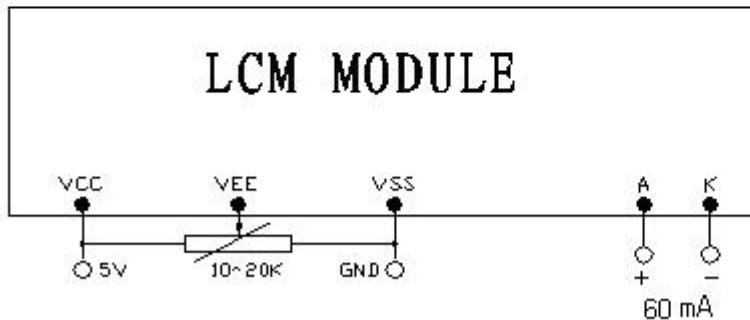 LCM MODULE
VCC VEE VSS A K
5V 10~20K GND + -
60 mA